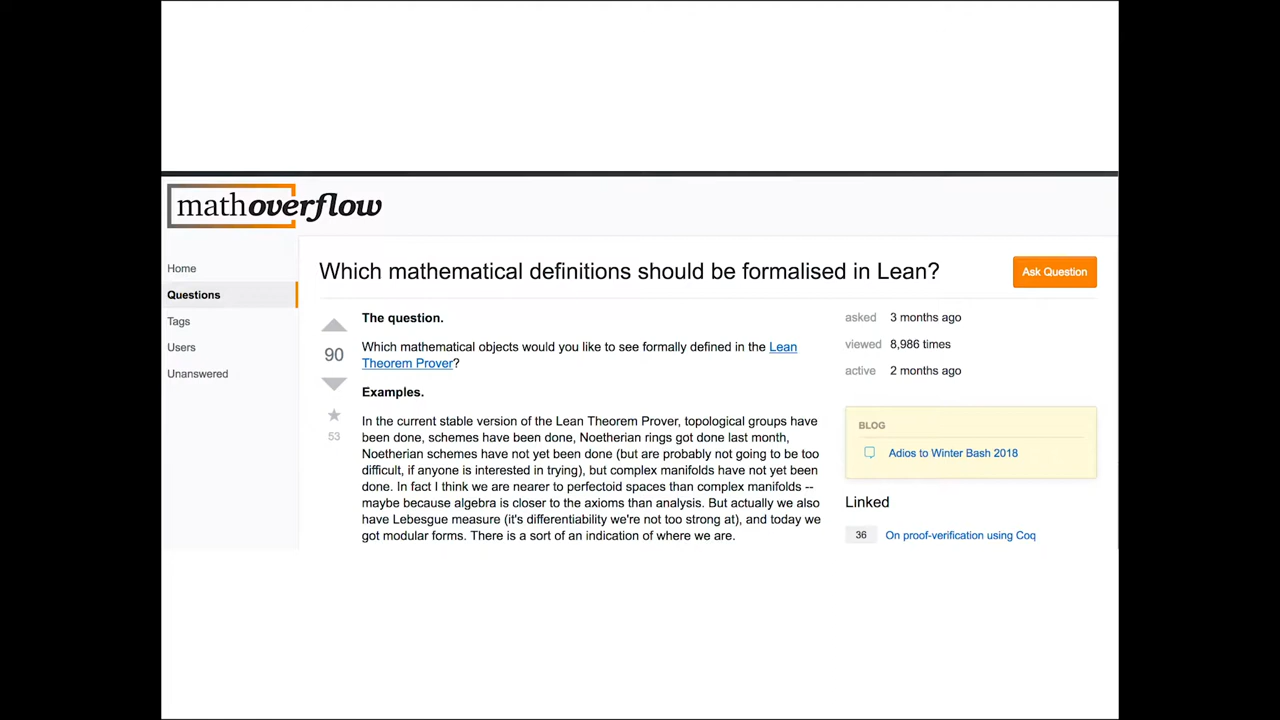 mathoverflow
Home
Questions
Tags
Users
Unanswered
Which mathematical definitions should be formalised in Lean?
Ask Question
90
53
The question.
Which mathematical objects would you like to see formally defined in the Lean
Theorem Prover?
Examples.
In the current stable version of the Lean Theorem Prover, topological groups have
been done, schemes have been done, Noetherian rings got done last month,
Noetherian schemes have not yet been done (but are probably not going to be too
difficult, if anyone is interested in trying), but complex manifolds have not yet been
done. In fact I think we are nearer to perfectoid spaces than complex manifolds --
maybe because algebra is closer to the axioms than analysis. But actually we also
have Lebesgue measure (it's differentiability we're not too strong at), and today we
got modular forms. There is a sort of an indication of where we are.
asked 3 months ago
viewed 8,986 times
active 2 months ago
BLOG
Adios to Winter Bash 2018
Linked
36 On proof-verification using Coq